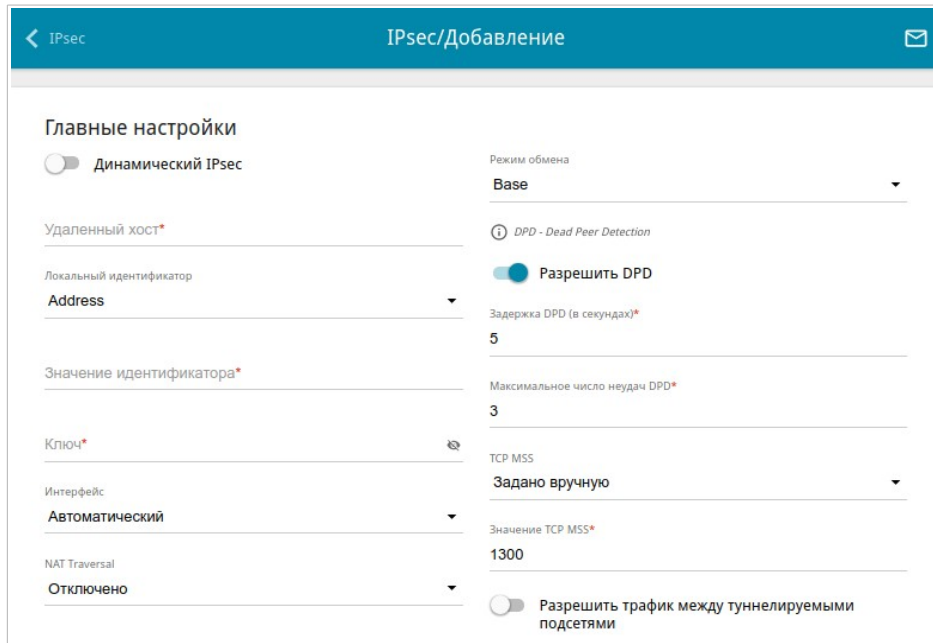 IPsec
IPsec/Добавление
Главные настройки
Динамический IPsec
Удаленный хост*
Локальный идентификатор
Address
Значение идентификатора*
Ключ*
Интерфейс
Автоматический
NAT Traversal
Отключено
Режим обмена
Base
DPD - Dead Peer Detection
Разрешить DPD
Задержка DPD (в секундах)*
5
Максимальное число неудач DPD*
3
TCP MSS
Задано вручную
Значение TCP MSS*
1300
Разрешить трафик между туннелируемыми
подсетями